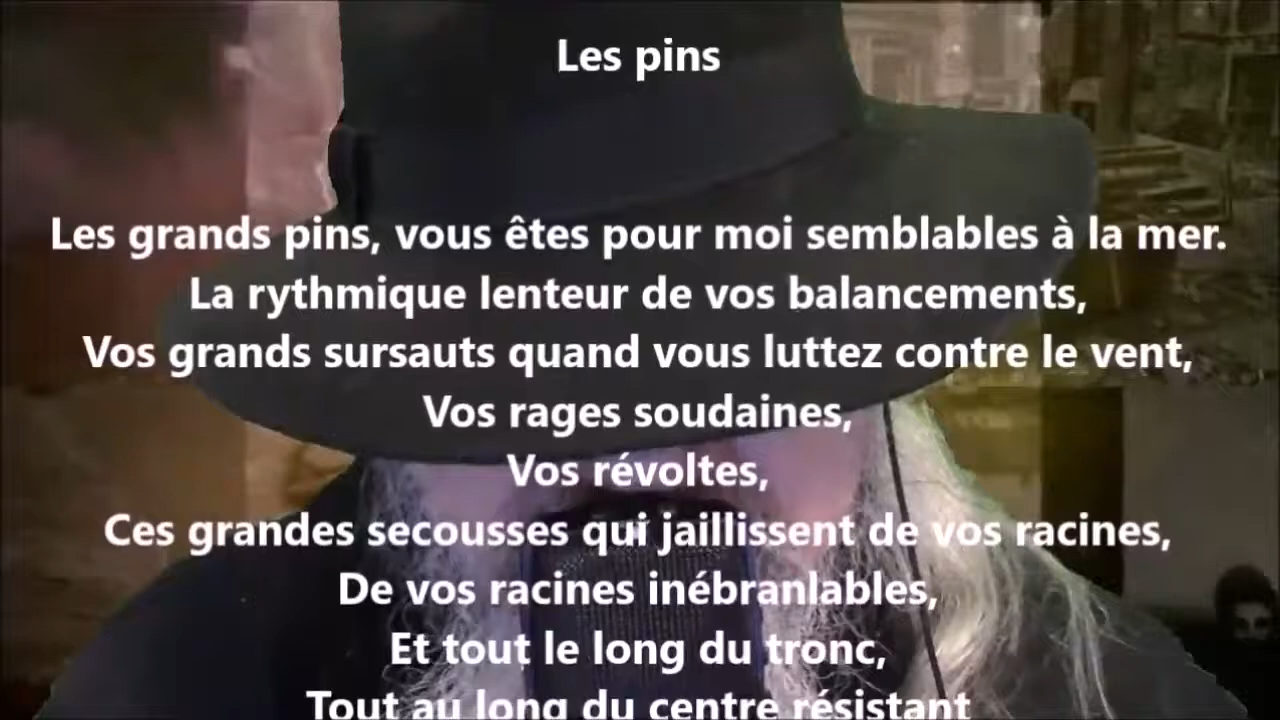 Les pins
Les grands pins, vous êtes pour moi semblables à la mer.
La rythmique lenteur de vos balancements,
Vos grands sursauts quand vous luttez contre le vent,
Vos rages soudaines,
Vos révoltes,
Ces grandes secousses qui jaillissent de vos racines,
De vos racines inébranlables,
Et tout le long du tronc,
Tout au long du centre résistant